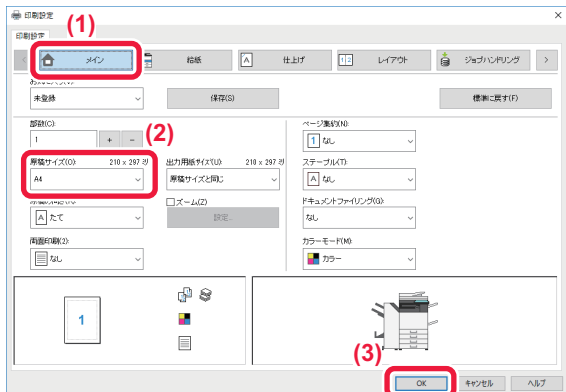 印刷設定
(1)
印刷設定
メイン 給紙 仕上げ 1 2 レイアウト ジョブハンドリング
未登録 保存(S) 標準に戻す(F)
部数(C): ページ集約(N):
1 + - (2) 1 なし
原稿サイズ(O): 210 x 297 ミリ 出力用紙サイズ(U): 210 x 297 ミリ ステープル(T):
A4 原稿サイズと同じ A なし
ズーム(Z) ドキュメントファイリング(G):
A たて 設定... なし
両面印刷(2): カラーモード(M):
なし カラー
1
(3)
OK キャンセル ヘルプ